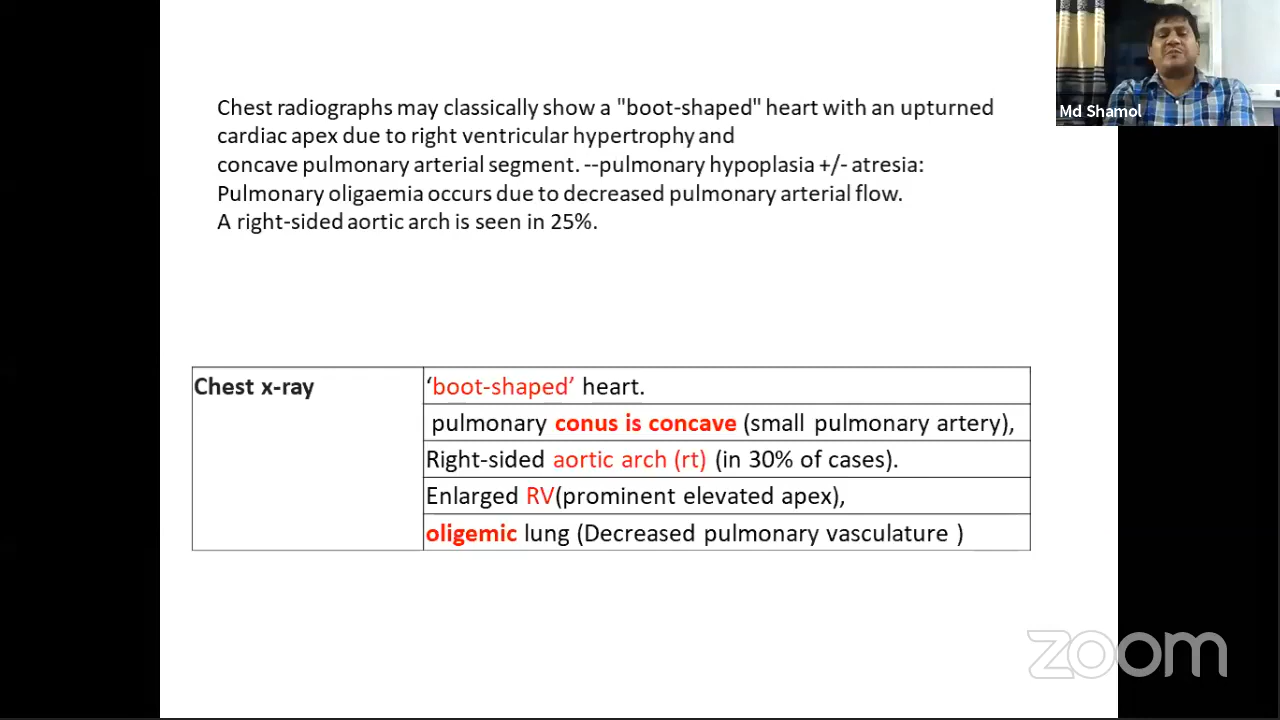 Chest radiographs may classically show a "boot-shaped" heart with an upturned
cardiac apex due to right ventricular hypertrophy and
concave pulmonary arterial segment. --pulmonary hypoplasia +/- atresia:
Pulmonary oligaemia occurs due to decreased pulmonary arterial flow.
A right-sided aortic arch is seen in 25%.
Md Shamol
Chest x-ray
‘boot-shaped’ heart.
pulmonary conus is concave (small pulmonary artery),
Right-sided aortic arch (rt) (in 30% of cases).
Enlarged RV(prominent elevated apex),
oligemic lung (Decreased pulmonary vasculature )
zoom